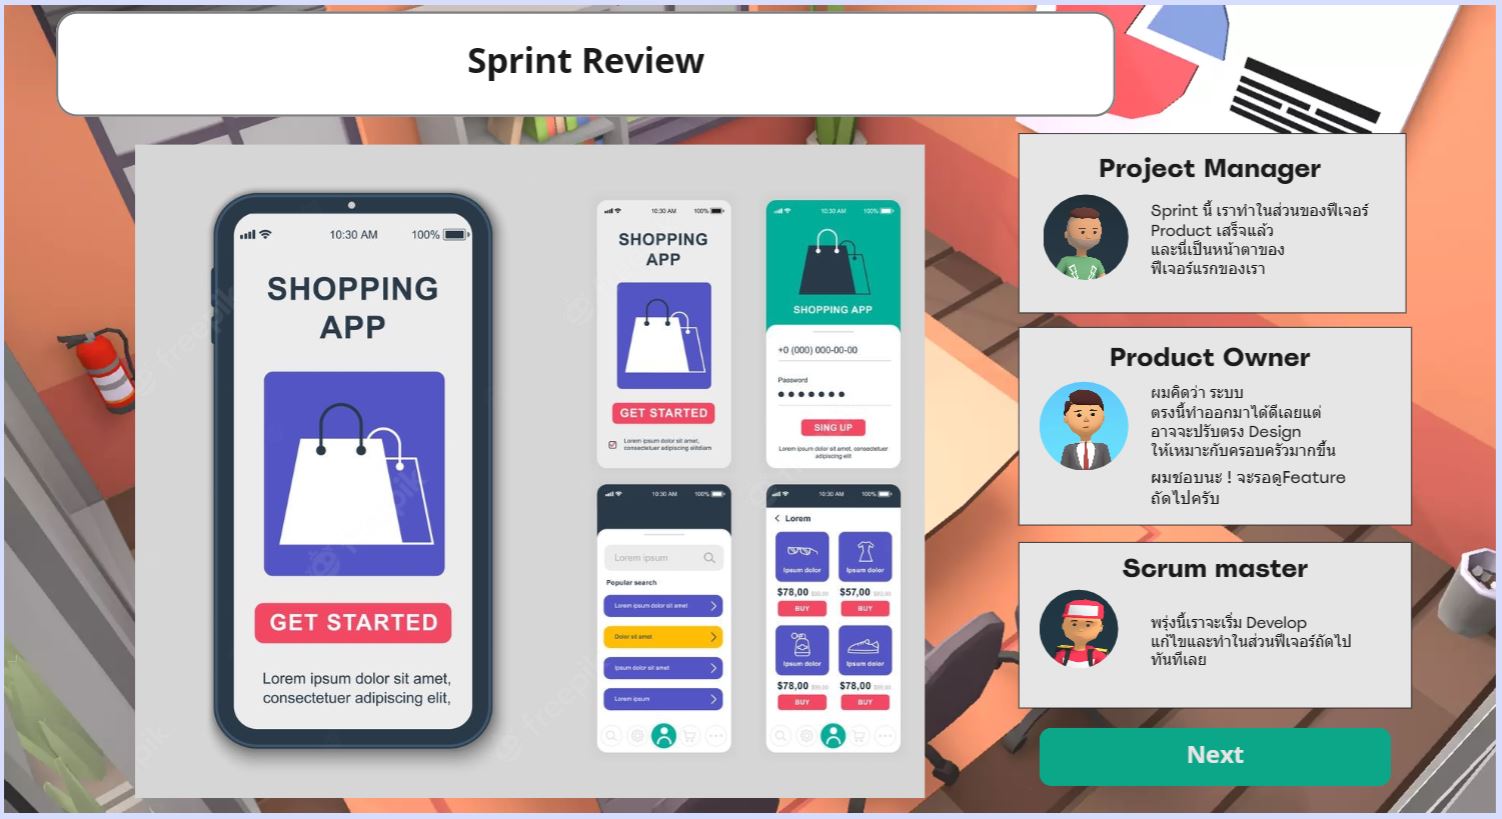 Sprint Review
10:30 AM 100%
SHOPPING
APP
GET STARTED
Lorem ipsum dolor sit amet,
consectetuer adipiscing elit,
10:30 AM 100%
SHOPPING
APP
GET STARTED
Lorem ipsum dolor sit amet,
consectetuer adipiscing elitdiam
10:30 AM 100%
SHOPPING APP
+0 (000) 000-00-00
Password
SING UP
Lorem ipsum dolor sit amet, consectetuer
adipiscing elit
10:30 AM 100%
Lorem ipsum
Popular search
Lorem ipsum dolor sit amet
Dolor sit amet
Ipsum dolor sit amet
Lorem ipsum
10:30 AM 100%
Lorem
Ipsum dolor Ipsum dolor
$78,00 $57,00
BUY BUY
Ipsum dolor Ipsum dolor
$78,00 $78,00
BUY BUY
Project Manager
Sprint นี้ เราทำในส่วนของฟีเจอร์
Product เสร็จแล้ว
และนี่เป็นหน้าตาของ
ฟีเจอร์แรกของเรา
Product Owner
ผมคิดว่า ระบบ
ตรงนี้ทำออกมาได้ดีเลยแต่
อาจจะปรับตรง Design
ให้เหมาะกับครอบครัวมากขึ้น
ผมชอบนะ ! จะรอดูFeature
ถัดไปครับ
Scrum master
พรุ่งนี้เราจะเริ่ม Develop
แก้ไขและทำในส่วนฟีเจอร์ถัดไป
ทันทีเลย
Next
freepik